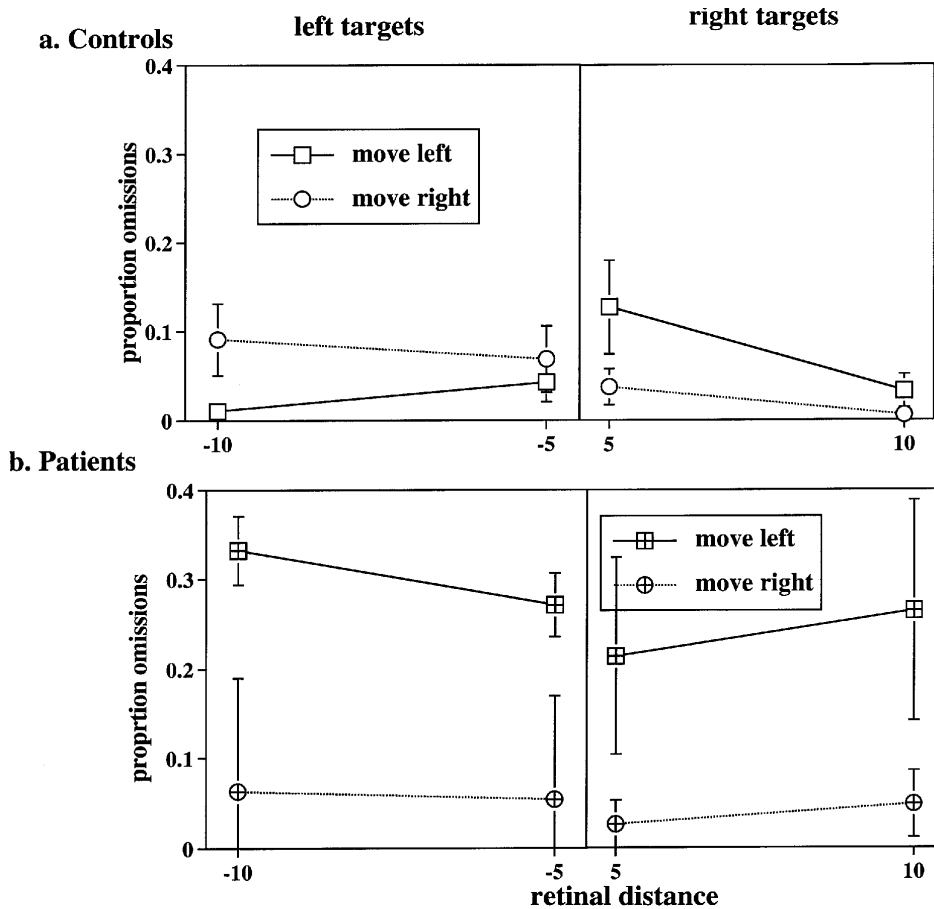 left targets
right targets
a. Controls
0.4
0.3
0.2
0.1
0
proportion omissions
move left
move right
-10
-5
5
10
b. Patients
0.4
0.3
0.2
0.1
0
proprtion omissions
move left
move right
-10
-5
5
10
retinal distance